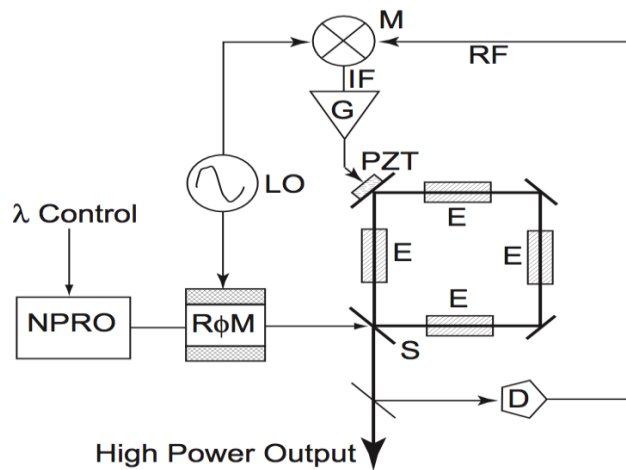 M
RF
IF
G
PZT
LO
E
λ Control
E
E
E
NPRO
RϕM
S
D
High Power Output